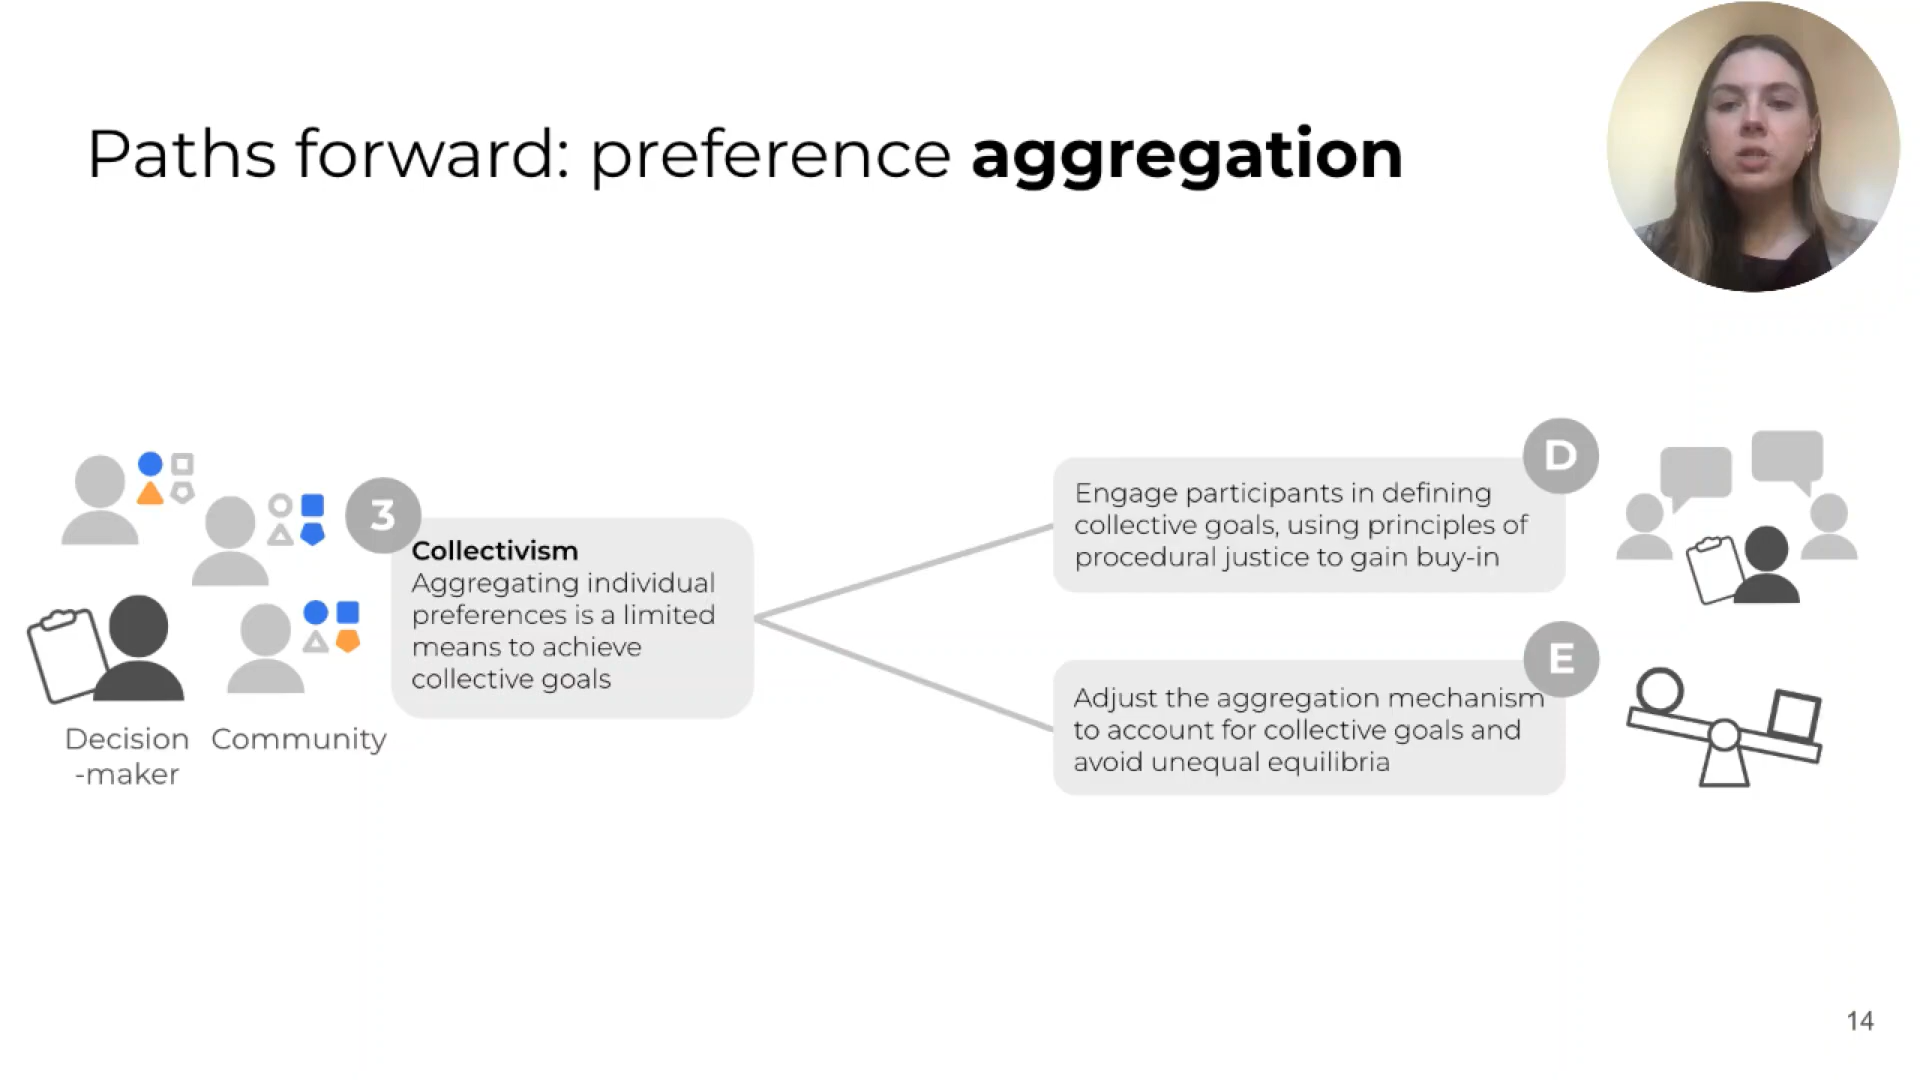 Paths forward: preference aggregation
3
Collectivism
Aggregating individual
preferences is a limited
means to achieve
collective goals
Decision
-maker
Community
D
Engage participants in defining
collective goals, using principles of
procedural justice to gain buy-in
E
Adjust the aggregation mechanism
to account for collective goals and
avoid unequal equilibria
14